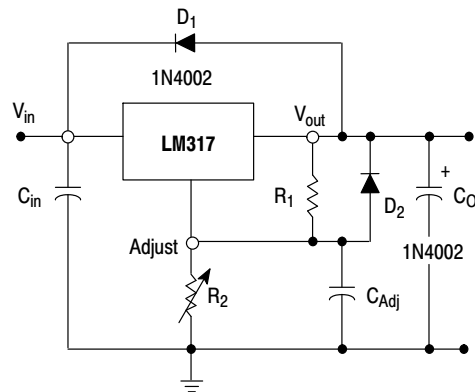 D1
1N4002
Vin
Vout
LM317
Cin
R1
D2
+
CO
1N4002
Adjust
R2
CAdj